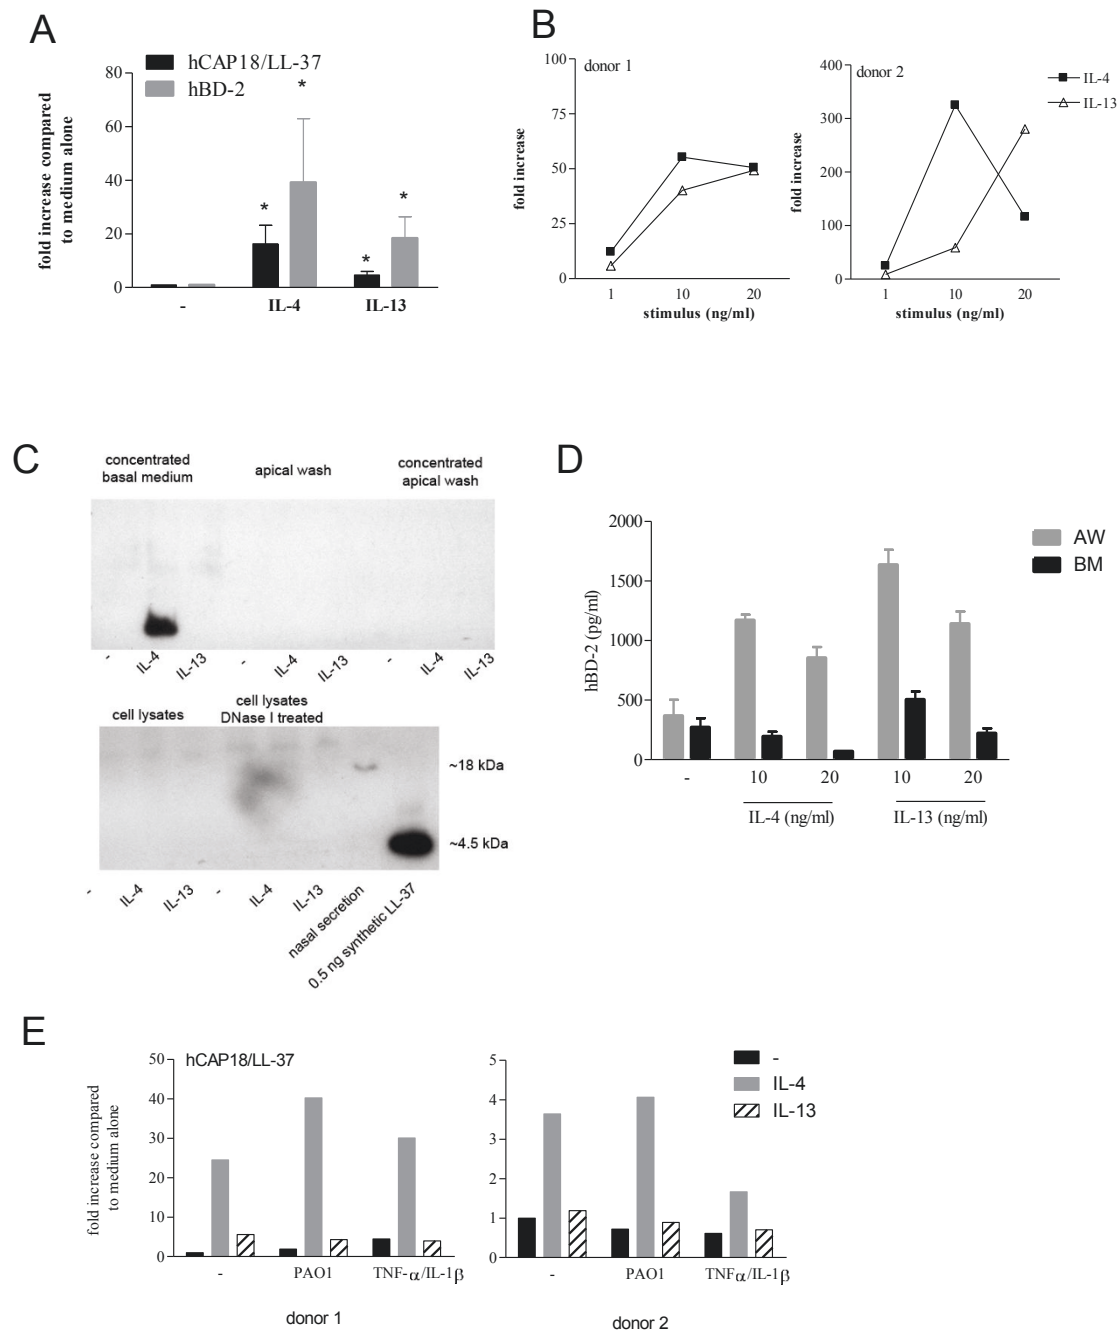 A
hCAP18/LL-37
hBD-2
fold increase compared
to medium alone
80
60
40
20
0
*
*
*
*
-
IL-4
IL-13
B
donor 1
fold increase
100
75
50
25
0
1
10
20
stimulus (ng/ml)
donor 2
fold increase
400
300
200
100
0
1
10
20
stimulus (ng/ml)
IL-4
IL-13
C
concentrated
basal medium
apical wash
concentrated
apical wash
-
IL-4
IL-13
-
IL-4
IL-13
-
IL-4
IL-13
cell lysates
cell lysates
DNase I treated
~18 kDa
~4.5 kDa
-
IL-4
IL-13
-
IL-4
IL-13
nasal secretion
0.5 ng synthetic LL-37
D
hBD-2 (pg/ml)
2000
1500
1000
500
0
AW
BM
-
10
20
10
20
IL-4 (ng/ml)
IL-13 (ng/ml)
E
hCAP18/LL-37
fold increase compared
to medium alone
50
40
30
20
10
0
-
PAO1
TNF-α/IL-1β
donor 1
5
4
3
2
1
0
-
PAO1
TNFα/IL-1β
donor 2
-
IL-4
IL-13